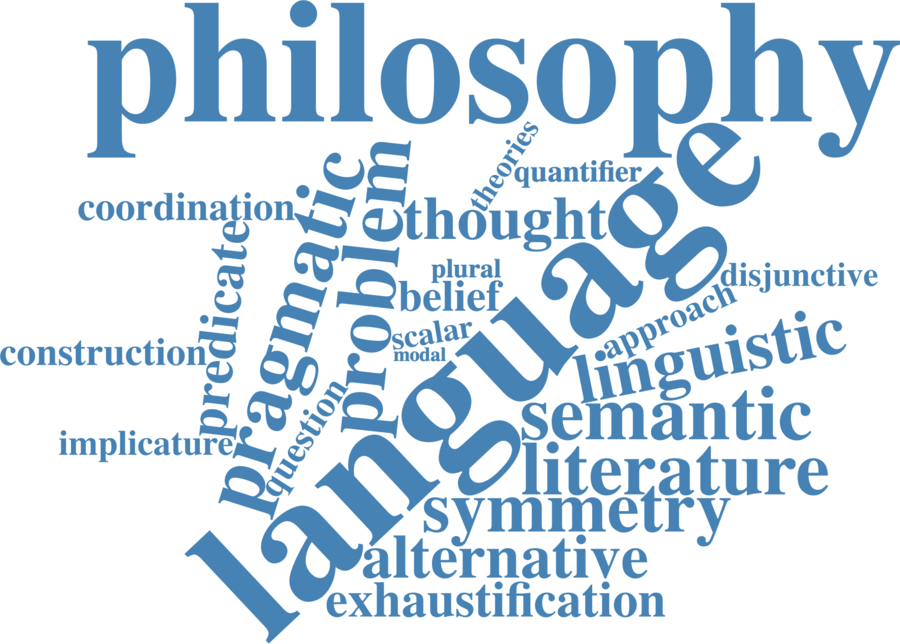 philosophy
theories
quantifier
language
pragmatic
problem
coordination
thought
predicate
plural
belief
disjunctive
approach
scalar
modal
linguistic
construction
question
semantic
implicature
literature
symmetry
alternative
exhaustification